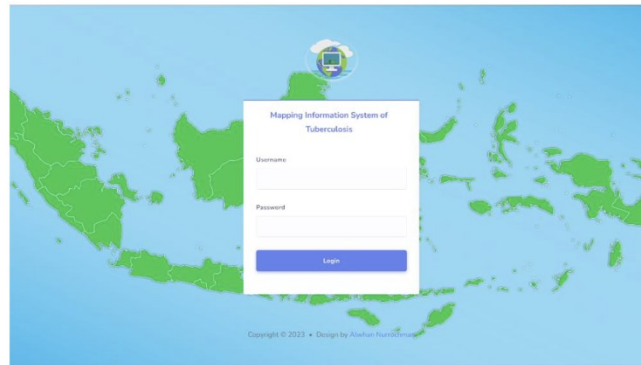 Mapping Information System of
Tuberculosis
Username
Password
Login
Copyright © 2023 • Design by